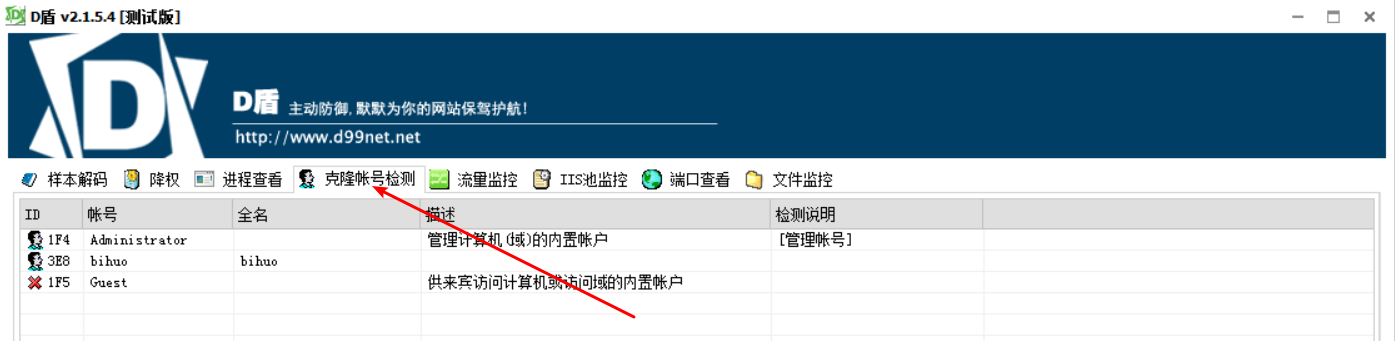 D盾 v2.1.5.4 [测试版]
D
D盾 主动防御,默默为你的网站保驾护航!
http://www.d99net.net
样本解码 降权 进程查看 克隆帐号检测 流量监控 IIS池监控 端口查看 文件监控
ID 帐号 全名 描述 检测说明
1F4 Administrator 管理计算机(域)的内置帐户 [管理帐号]
3E8 bihuo bihuo
1F5 Guest 供来宾访问计算机或访问域的内置帐户